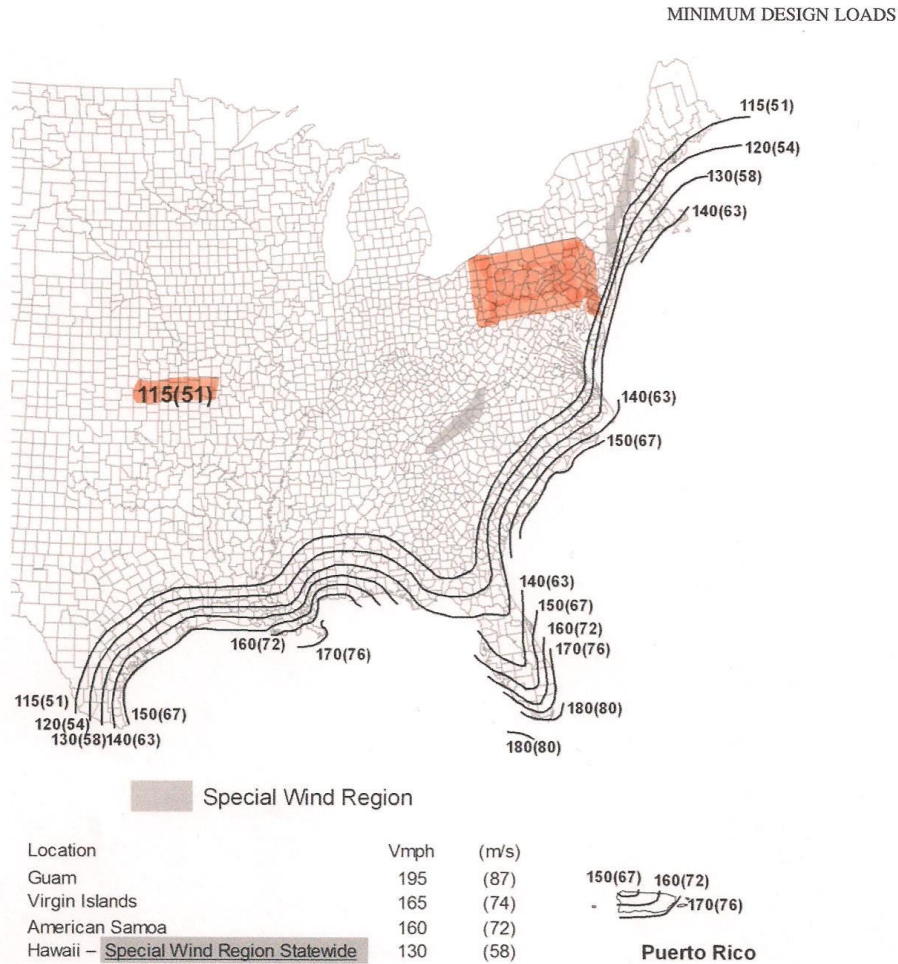 MINIMUM DESIGN LOADS
115(51)
120(54)
130(58)
140(63)
115(51)
140(63)
150(67)
140(63)
150(67)
160(72)
170(76)
160(72)
170(76)
115(51)
120(54)
130(58)140(63)
150(67)
180(80)
180(80)
Special Wind Region
Location Vmph (m/s)
Guam 195 (87)
Virgin Islands 165 (74)
American Samoa 160 (72)
Hawaii – Special Wind Region Statewide 130 (58)
150(67) 160(72)
170(76)
Puerto Rico